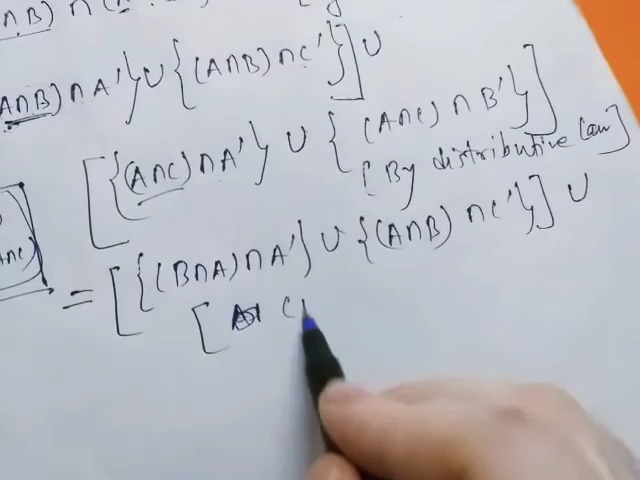 ∩B) ∩
A∩B) ∩ A'} ∪ {(A∩B) ∩ C'}] ∪
[{(A∩C) ∩ A'} ∪ {(A∩C) ∩ B'}]
[By distributive law]
A∩C)
= [{(B∩A) ∩ A'} ∪ {(A∩B) ∩ C'}] ∪
[ (